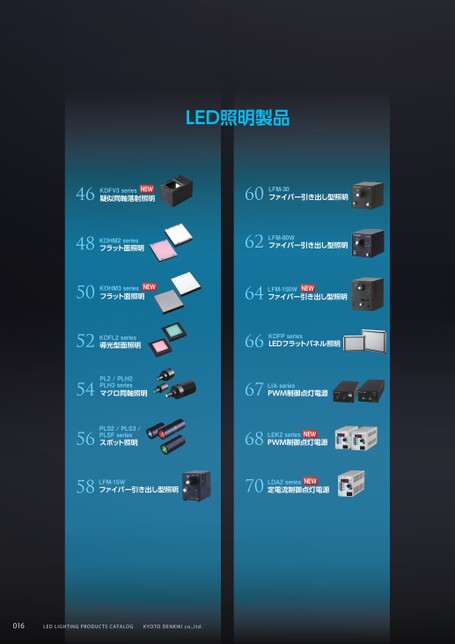 LED照明製品
46 KDFV3 series NEW
疑似同軸落射照明
48 KDHM2 series
フラット面照明
50 KDHM3 series NEW
フラット面照明
52 KDFL2 series
導光型面照明
54 PL2 / PLH2
PLH3 series
マクロ同軸照明
56 PLS2 / PLS3 /
PLSF series
スポット照明
58 LFM-15W
ファイバー引き出し型照明
60 LFM-30
ファイバー引き出し型照明
62 LFM-80W
ファイバー引き出し型照明
64 LFM-150W NEW
ファイバー引き出し型照明
66 KDFP series
LEDフラットパネル照明
67 LIA series
PWM制御点灯電源
68 LEK2 series NEW
PWM制御点灯電源
70 LDA2 series NEW
定電流制御点灯電源
016 LED LIGHTING PRODUCTS CATALOG KYOTO DENKIKI co.,ltd.